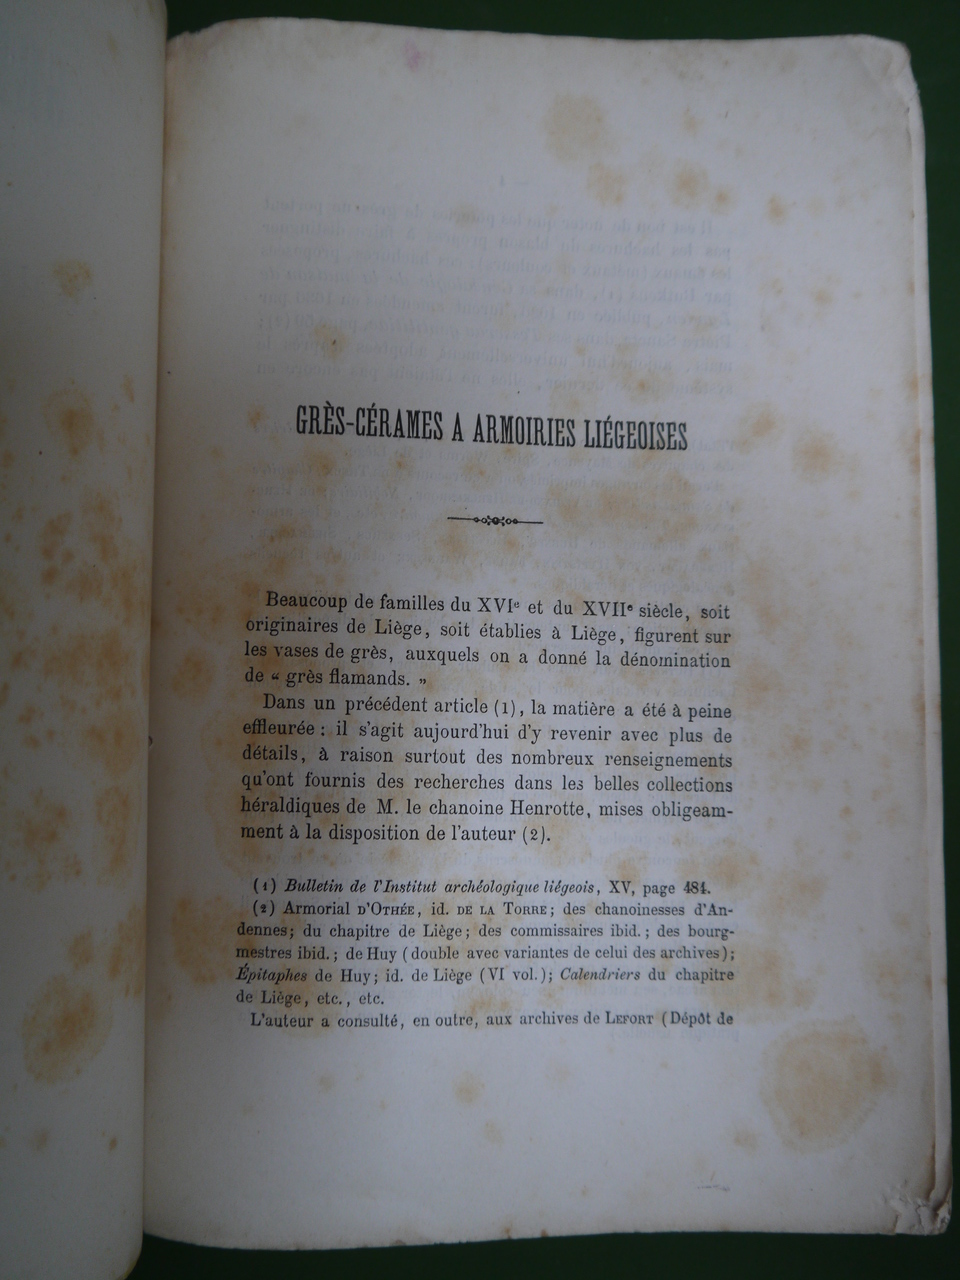 GRÈS-CÉRAMES A ARMOIRIES LIÉGEOISES
Beaucoup de familles du XVIe et du XVIIe siècle, soit
originaires de Liège, soit établies à Liège, figurent sur
les vases de grès, auxquels on a donné la dénomination
de « grès flamands. »
Dans un précédent article (1), la matière a été à peine
effleurée : il s'agit aujourd'hui d'y revenir avec plus de
détails, à raison surtout des nombreux renseignements
qu'ont fournis des recherches dans les belles collections
héraldiques de M. le chanoine Henrotte, mises obligeam-
ment à la disposition de l'auteur (2).
(1) Bulletin de l'Institut archéologique liégeois, XV, page 484.
(2) Armorial D'OTHÉE, id. DE LA TORRE ; des chanoinesses d'An-
dennes; du chapitre de Liège ; des commissaires ibid. ; des bourg-
mestres ibid. ; de Huy ( double avec variantes de celui des archives ) ;
Épitaphes de Huy ; id. de Liège ( VI vol. ) ; Calendriers du chapitre
de Liège, etc., etc.
L'auteur a consulté, en outre, aux archives de LEFORT ( Dépôt de